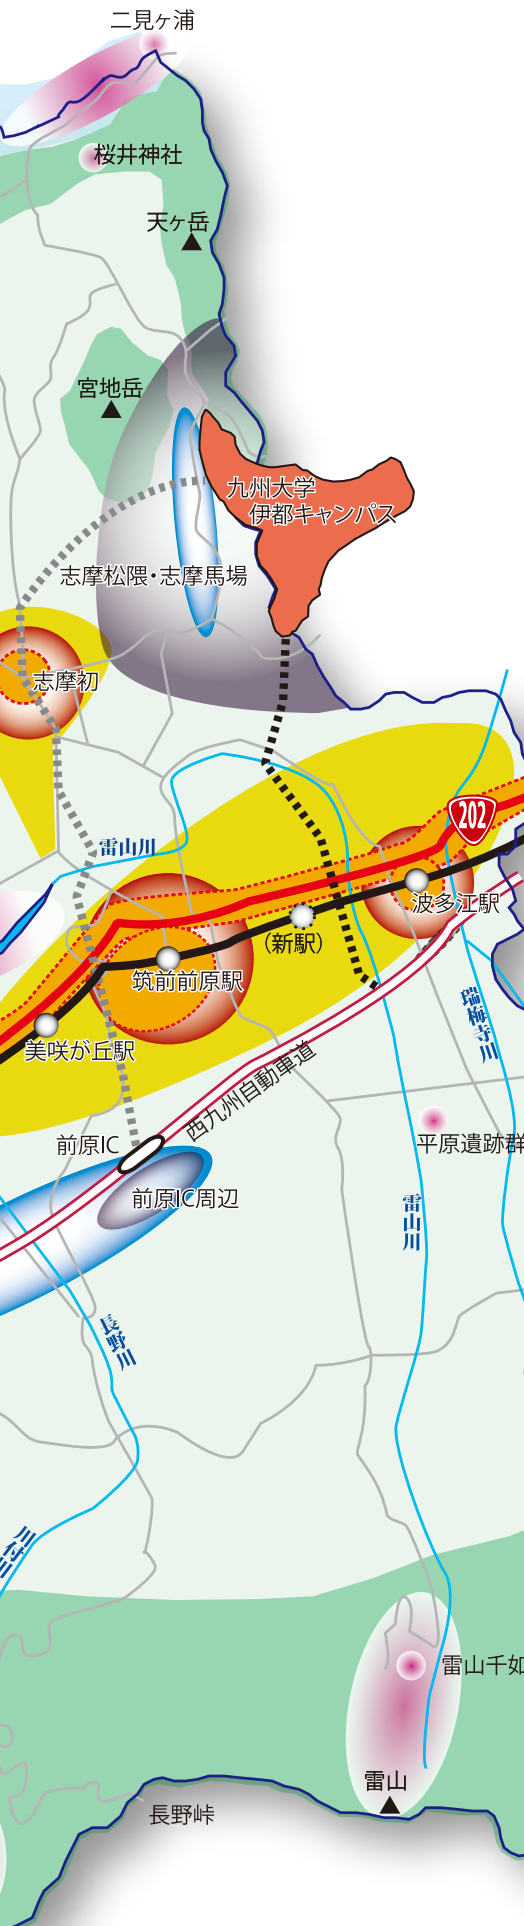 二見ヶ浦
桜井神社
天ヶ岳
宮地岳
九州大学
伊都キャンパス
志摩松隈・志摩馬場
志摩初
202
雷山川
波多江駅
（新駅）
筑前前原駅
瑞梅寺川
美咲が丘駅
西九州自動車道
前原IC
平原遺跡群
前原IC周辺
雷山川
長野川
川付川
雷山千如
雷山
長野峠